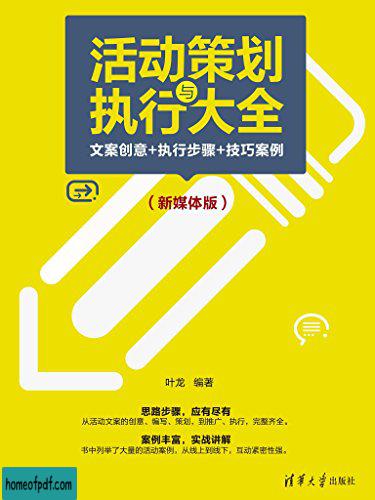 活动策划
与
执行大全
文案创意+执行步骤+技巧案例
（新媒体版）
叶龙 编著
思路步骤，应有尽有
从活动文案的创意、编写、策划，到推广、执行，完整齐全。
案例丰富，实战讲解
书中列举了大量的活动案例，从线上到线下，互动紧密性强。
homeofpdf.com
清华大学出版社